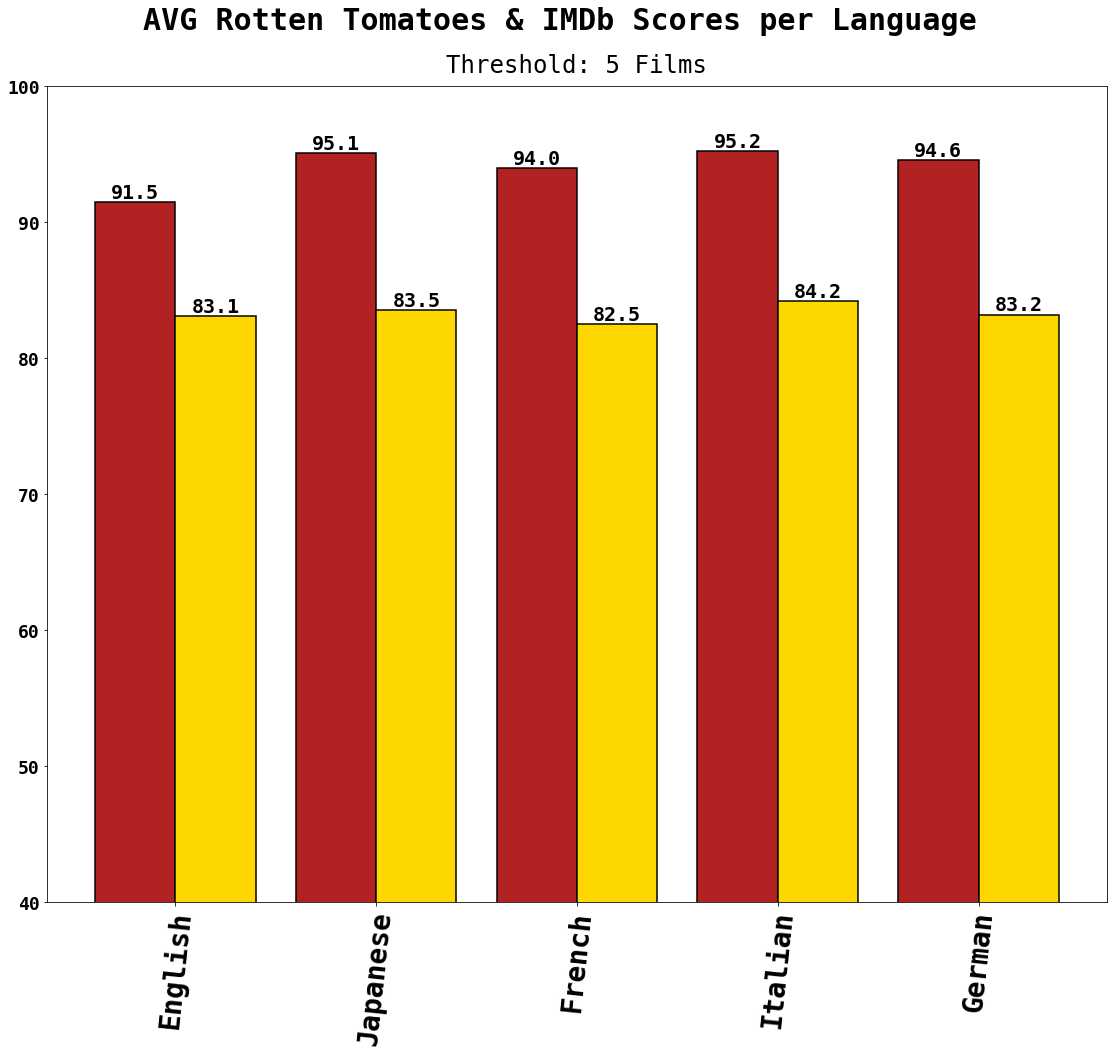 AVG Rotten Tomatoes & IMDb Scores per Language
Threshold: 5 Films
100
90
80
70
60
50
40
91.5
83.1
95.1
83.5
94.0
82.5
95.2
84.2
94.6
83.2
English
Japanese
French
Italian
German